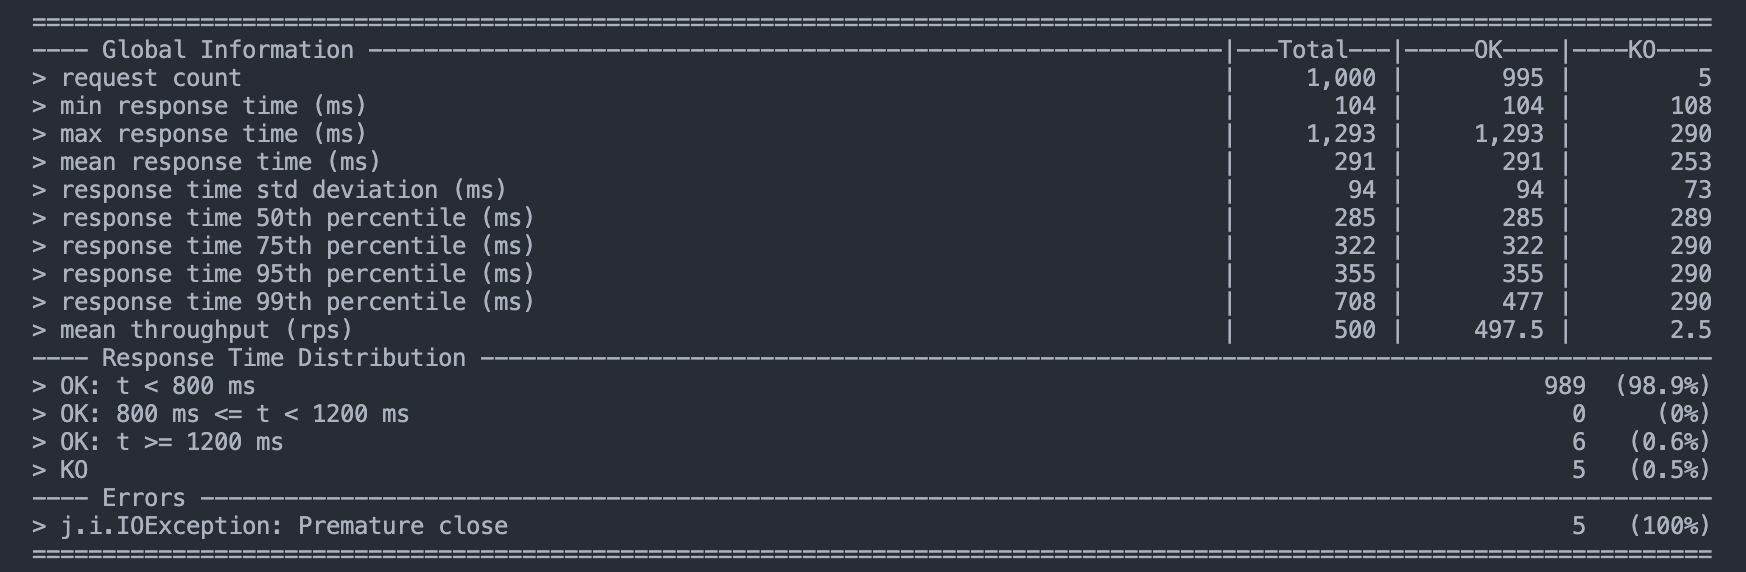 ========================================================================================================================
---- Global Information --------------------------------------------------------------|---Total---|-----OK----|----KO----
> request count                                                                       |     1,000 |       995 |         5
> min response time (ms)                                                              |       104 |       104 |       108
> max response time (ms)                                                              |     1,293 |     1,293 |       290
> mean response time (ms)                                                             |       291 |       291 |       253
> response time std deviation (ms)                                                    |        94 |        94 |        73
> response time 50th percentile (ms)                                                  |       285 |       285 |       289
> response time 75th percentile (ms)                                                  |       322 |       322 |       290
> response time 95th percentile (ms)                                                  |       355 |       355 |       290
> response time 99th percentile (ms)                                                  |       708 |       477 |       290
> mean throughput (rps)                                                               |       500 |     497.5 |       2.5
---- Response Time Distribution ----------------------------------------------------------------------------------------
> OK: t < 800 ms                                                                                            989  (98.9%)
> OK: 800 ms <= t < 1200 ms                                                                                   0     (0%)
> OK: t >= 1200 ms                                                                                            6   (0.6%)
> KO                                                                                                          5   (0.5%)
---- Errors ------------------------------------------------------------------------------------------------------------
> j.i.IOException: Premature close                                                                            5   (100%)
========================================================================================================================